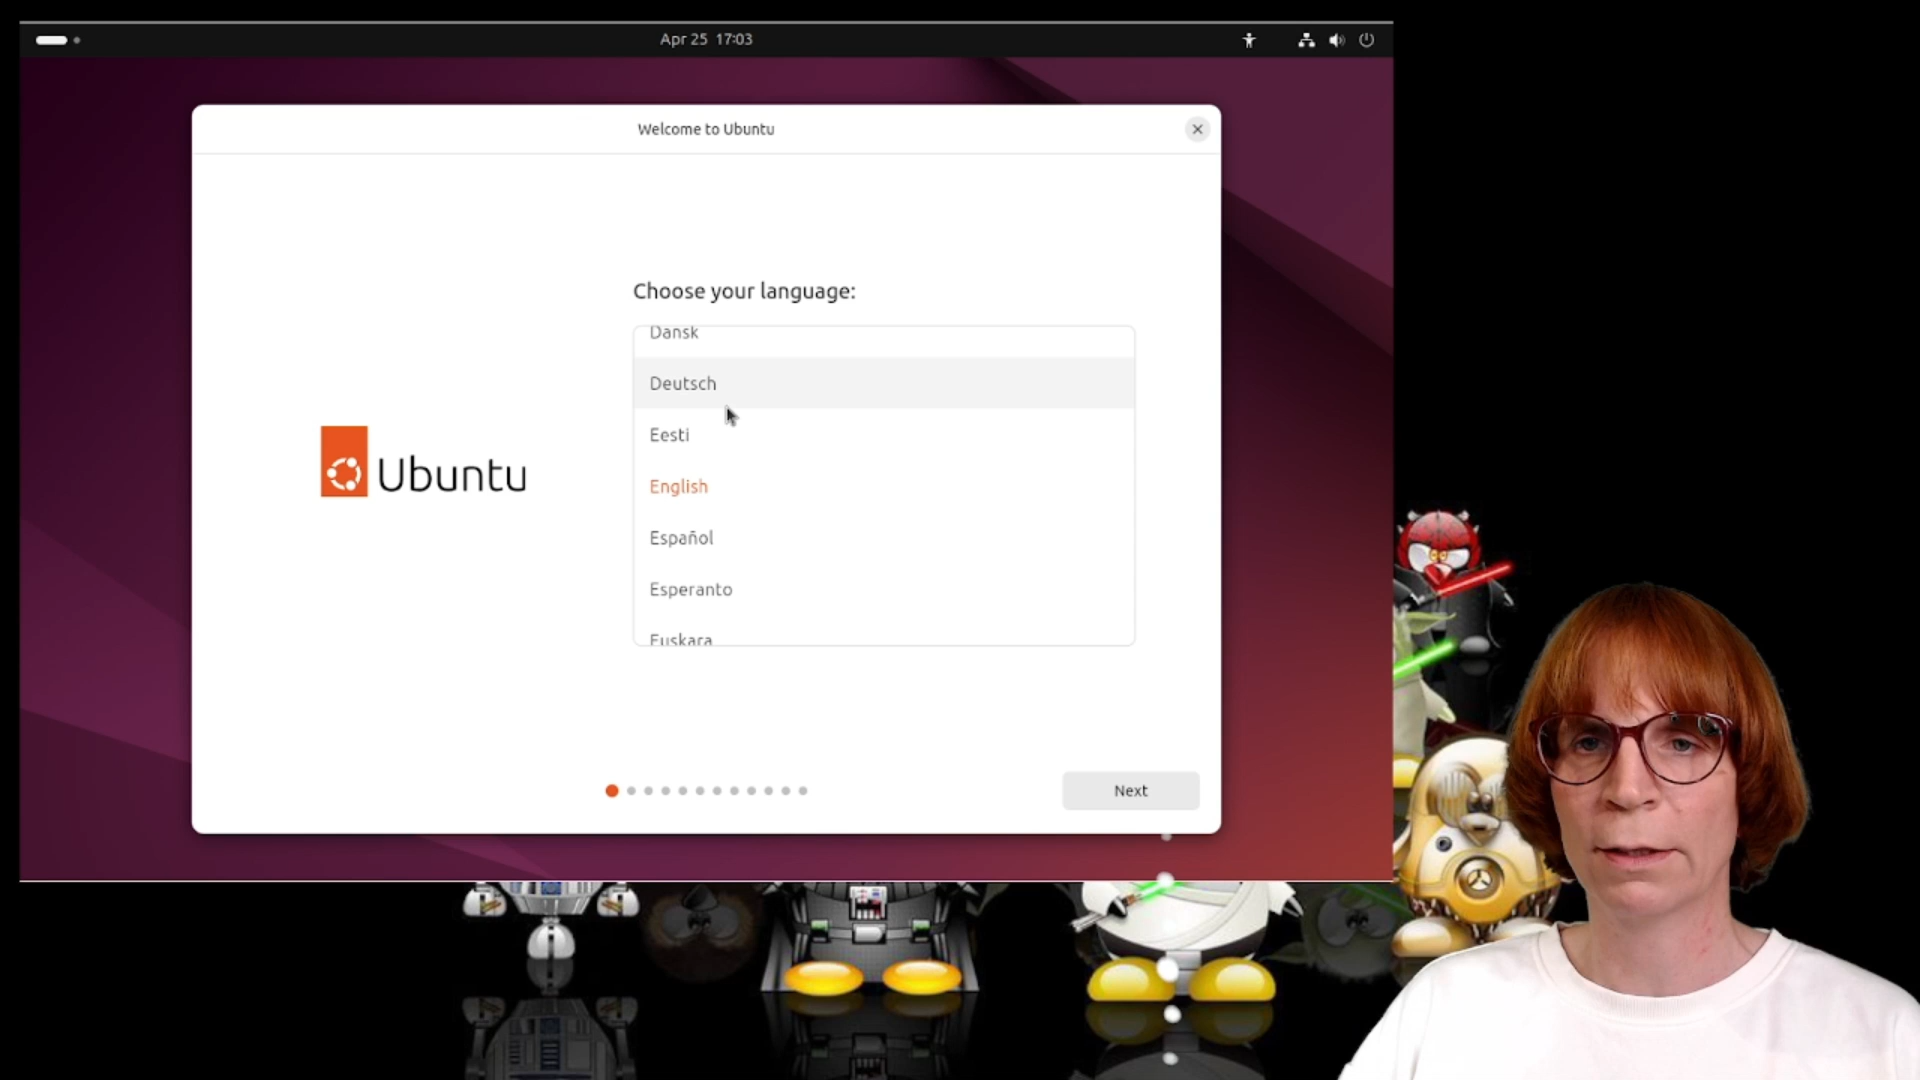 Apr 25 17:03
Welcome to Ubuntu
Choose your language:
Dansk
Deutsch
Eesti
English
Español
Esperanto
Euskara
Ubuntu
Next